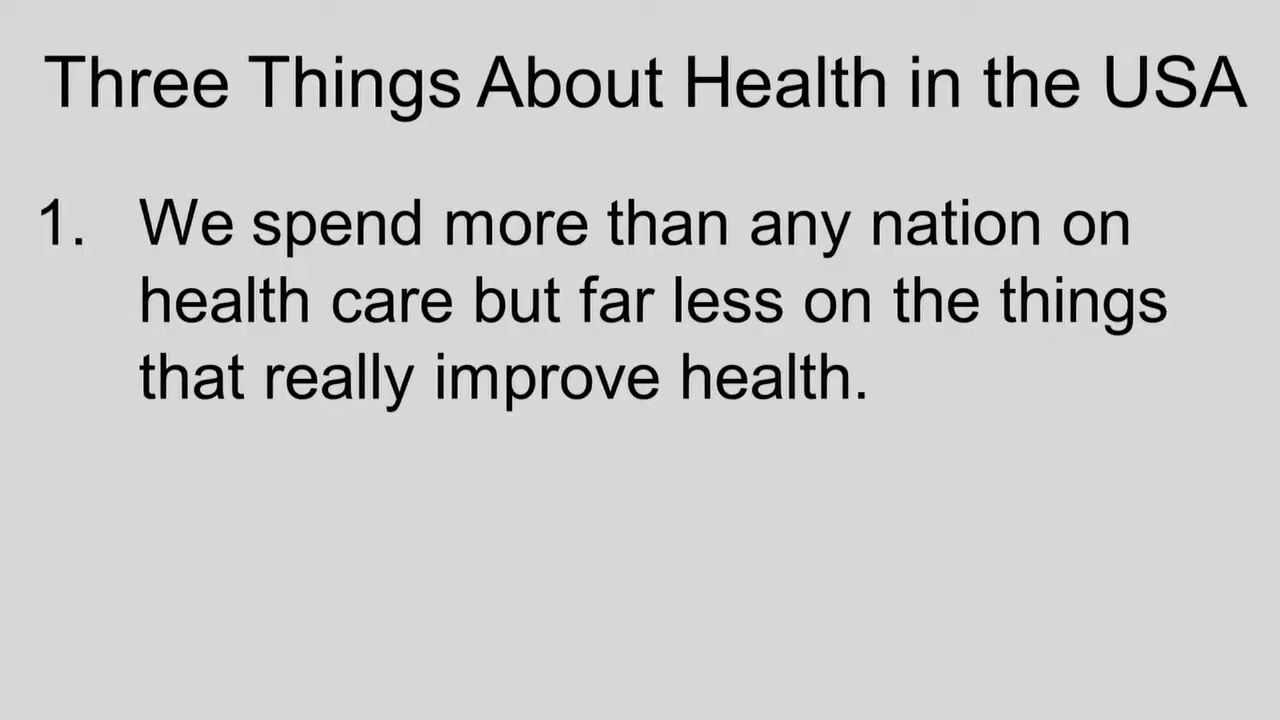 Three Things About Health in the USA
1. We spend more than any nation on
health care but far less on the things
that really improve health.